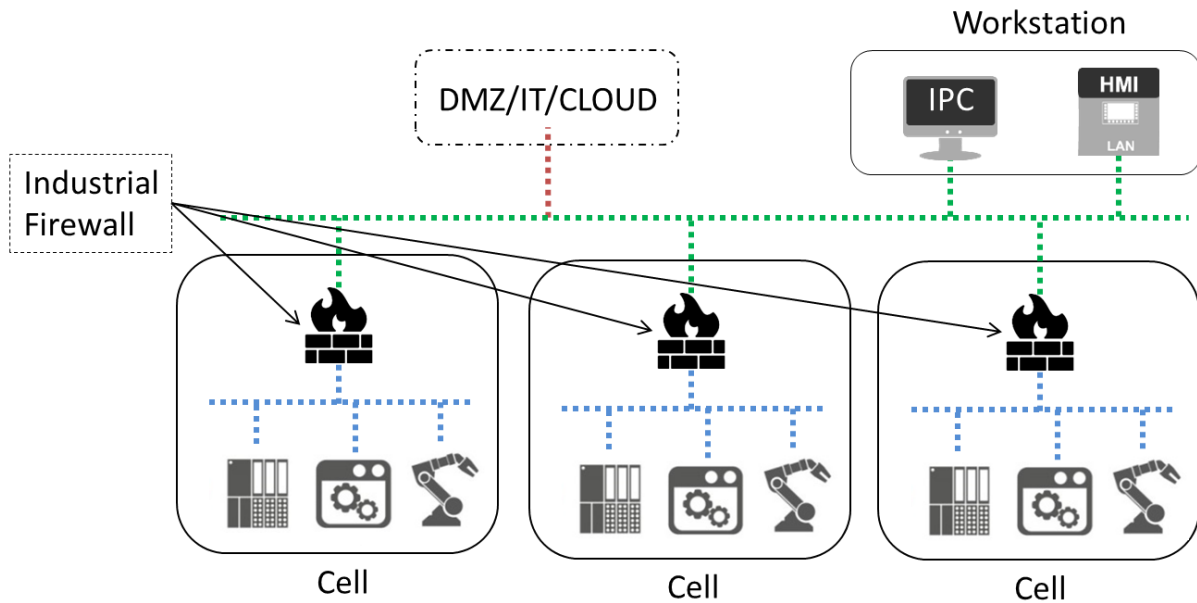 Workstation
DMZ/IT/CLOUD
IPC
HMI
LAN
Industrial
Firewall
Cell
Cell
Cell